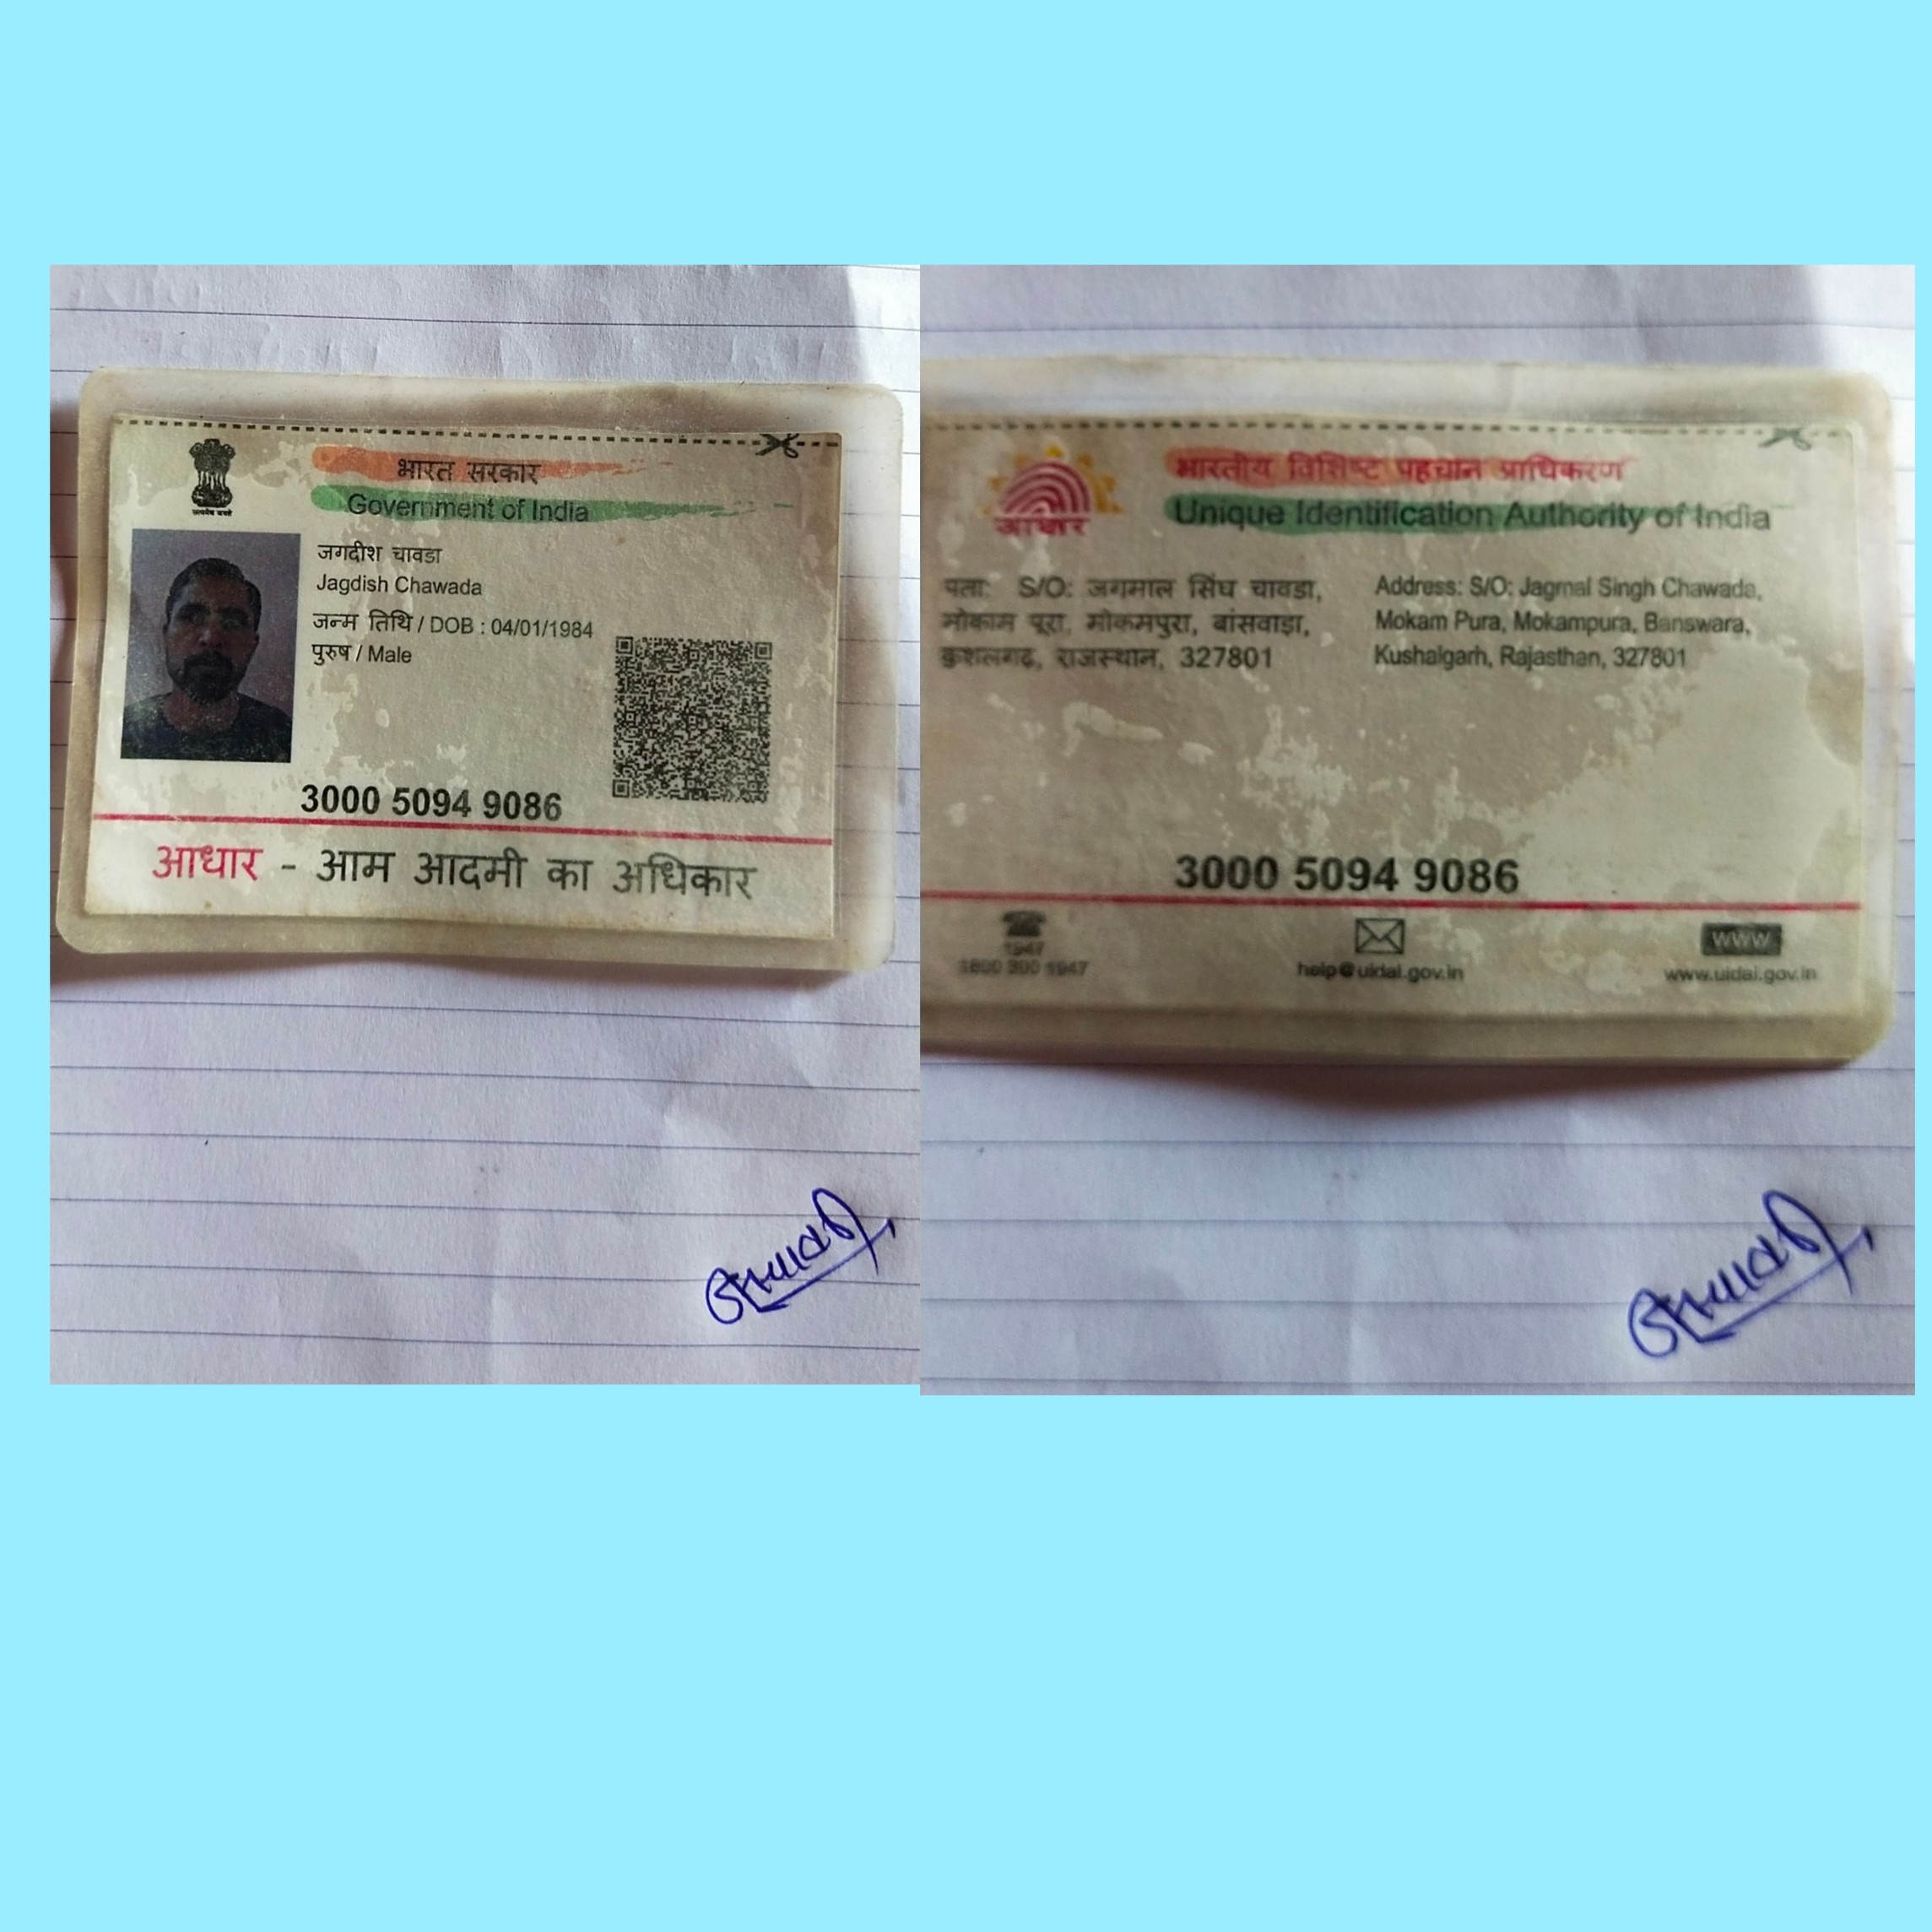 भारत सरकार
Government of India
सत्यमेव जयते
जगदीश चावडा
Jagdish Chawada
जन्म तिथि / DOB : 04/01/1984
पुरुष / Male
3000 5094 9086
आधार - आम आदमी का अधिकार
भारतीय विशिष्ट पहचान प्राधिकरण
Unique Identification Authority of India
आधार
पता: S/O: जगमाल सिंघ चावडा,
मोकाम पूरा, मोकमपुरा, बांसवाड़ा,
कुशलगढ़, राजस्थान, 327801
Address: S/O: Jagmal Singh Chawada,
Mokam Pura, Mokampura, Banswara,
Kushalgarh, Rajasthan, 327801
3000 5094 9086
1947
1800 300 1947
help@uidai.gov.in
www
www.uidai.gov.in